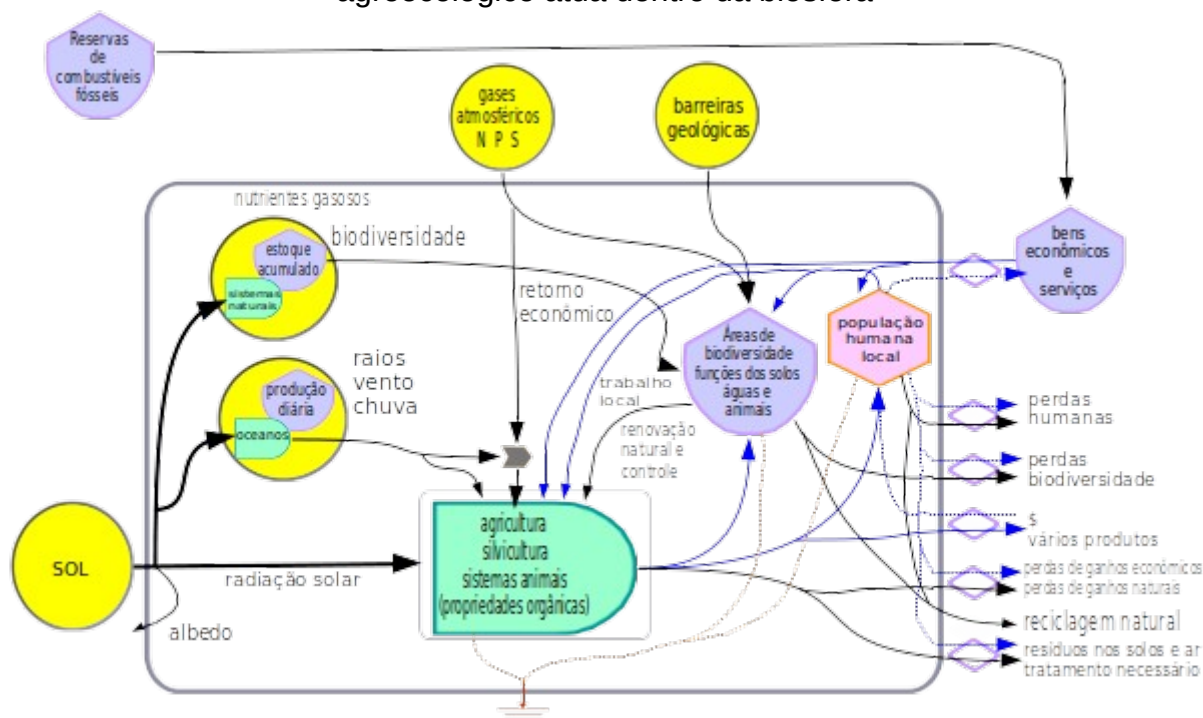 agroecológico atua dentro da biosfera
Reservas
de
combustíveis
fósseis
gases
atmosféricos
N P S
barreiras
geológicas
nutrientes gasosos
biodiversidade
estoque
acumulado
sistemas
naturais
bens
econômicos
e
serviços
retorno
econômico
Áreas de
biodiversidade
funções dos solos
águas e
animais
população
humana
local
raios
vento
chuva
produção
diária
oceanos
trabalho
local
renovação
natural e
controle
perdas
humanas
perdas
biodiversidade
$
vários produtos
perdas de ganhos econômicos
perdas de ganhos naturais
reciclagem natural
resíduos nos solos e ar
tratamento necessário
SOL
radiação solar
albedo
agricultura
silvicultura
sistemas animais
(propriedades orgânicas)